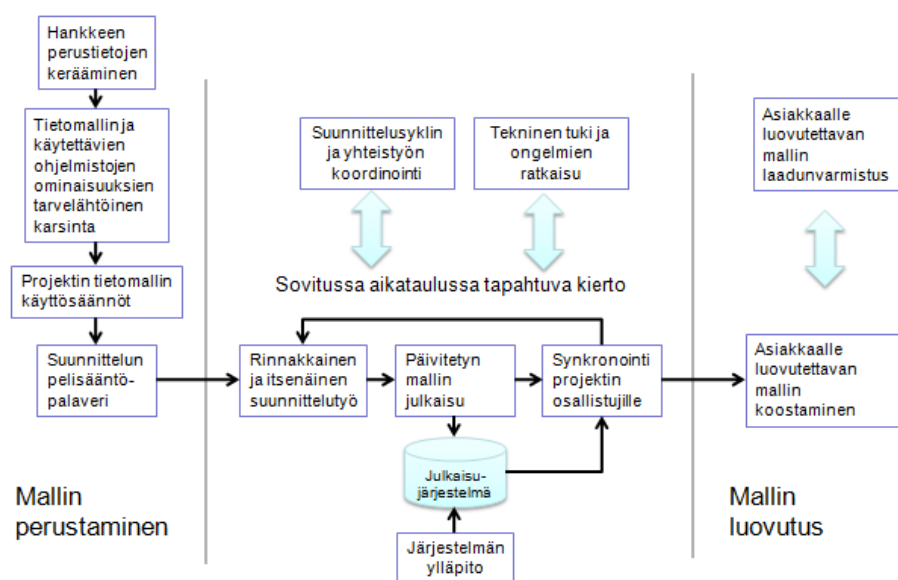 Hankkeen
perustietojen
kerääminen
Tietomallin ja
käytettävien
ohjelmistojen
ominaisuuksien
tarvelähtöinen
karsinta
Projektin tietomallin
käyttösäännöt
Suunnittelun
pelisääntö-
palaveri
Mallin
perustaminen
Suunnittelusyklin
ja yhteistyön
koordinointi
Tekninen tuki ja
ongelmien
ratkaisu
Sovitussa aikataulussa tapahtuva kierto
Rinnakkainen
ja itsenäinen
suunnittelutyö
Päivitetyn
mallin
julkaisu
Synkronointi
projektin
osallistujille
Julkaisu-
järjestelmä
Järjestelmän
ylläpito
Asiakkaalle
luovutettavan
mallin
laadunvarmistus
Asiakkaalle
luovutettavan
mallin
koostaminen
Mallin
luovutus